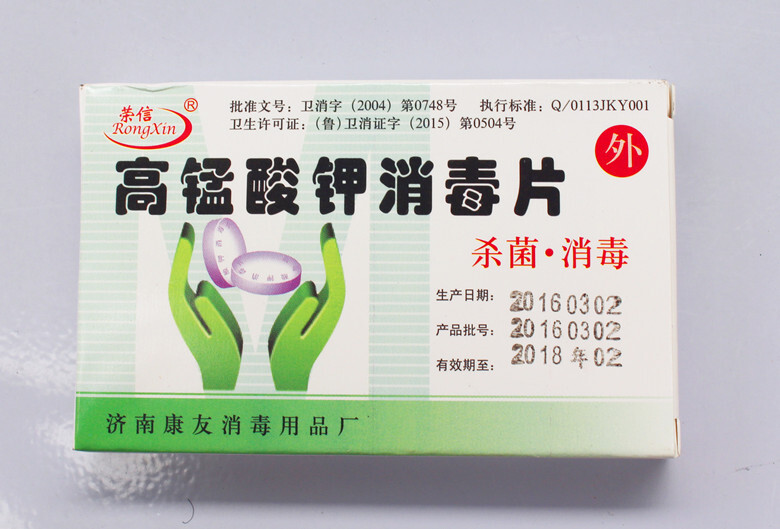 荣信®
RongXin
批准文号：卫消字（2004）第0748号 执行标准：Q/0113JKY001
卫生许可证：（鲁）卫消证字（2015）第0504号
外
高锰酸钾消毒片
杀菌·消毒
生产日期：20160302
产品批号：20160302
有效期至：2018年02
济南康友消毒用品厂